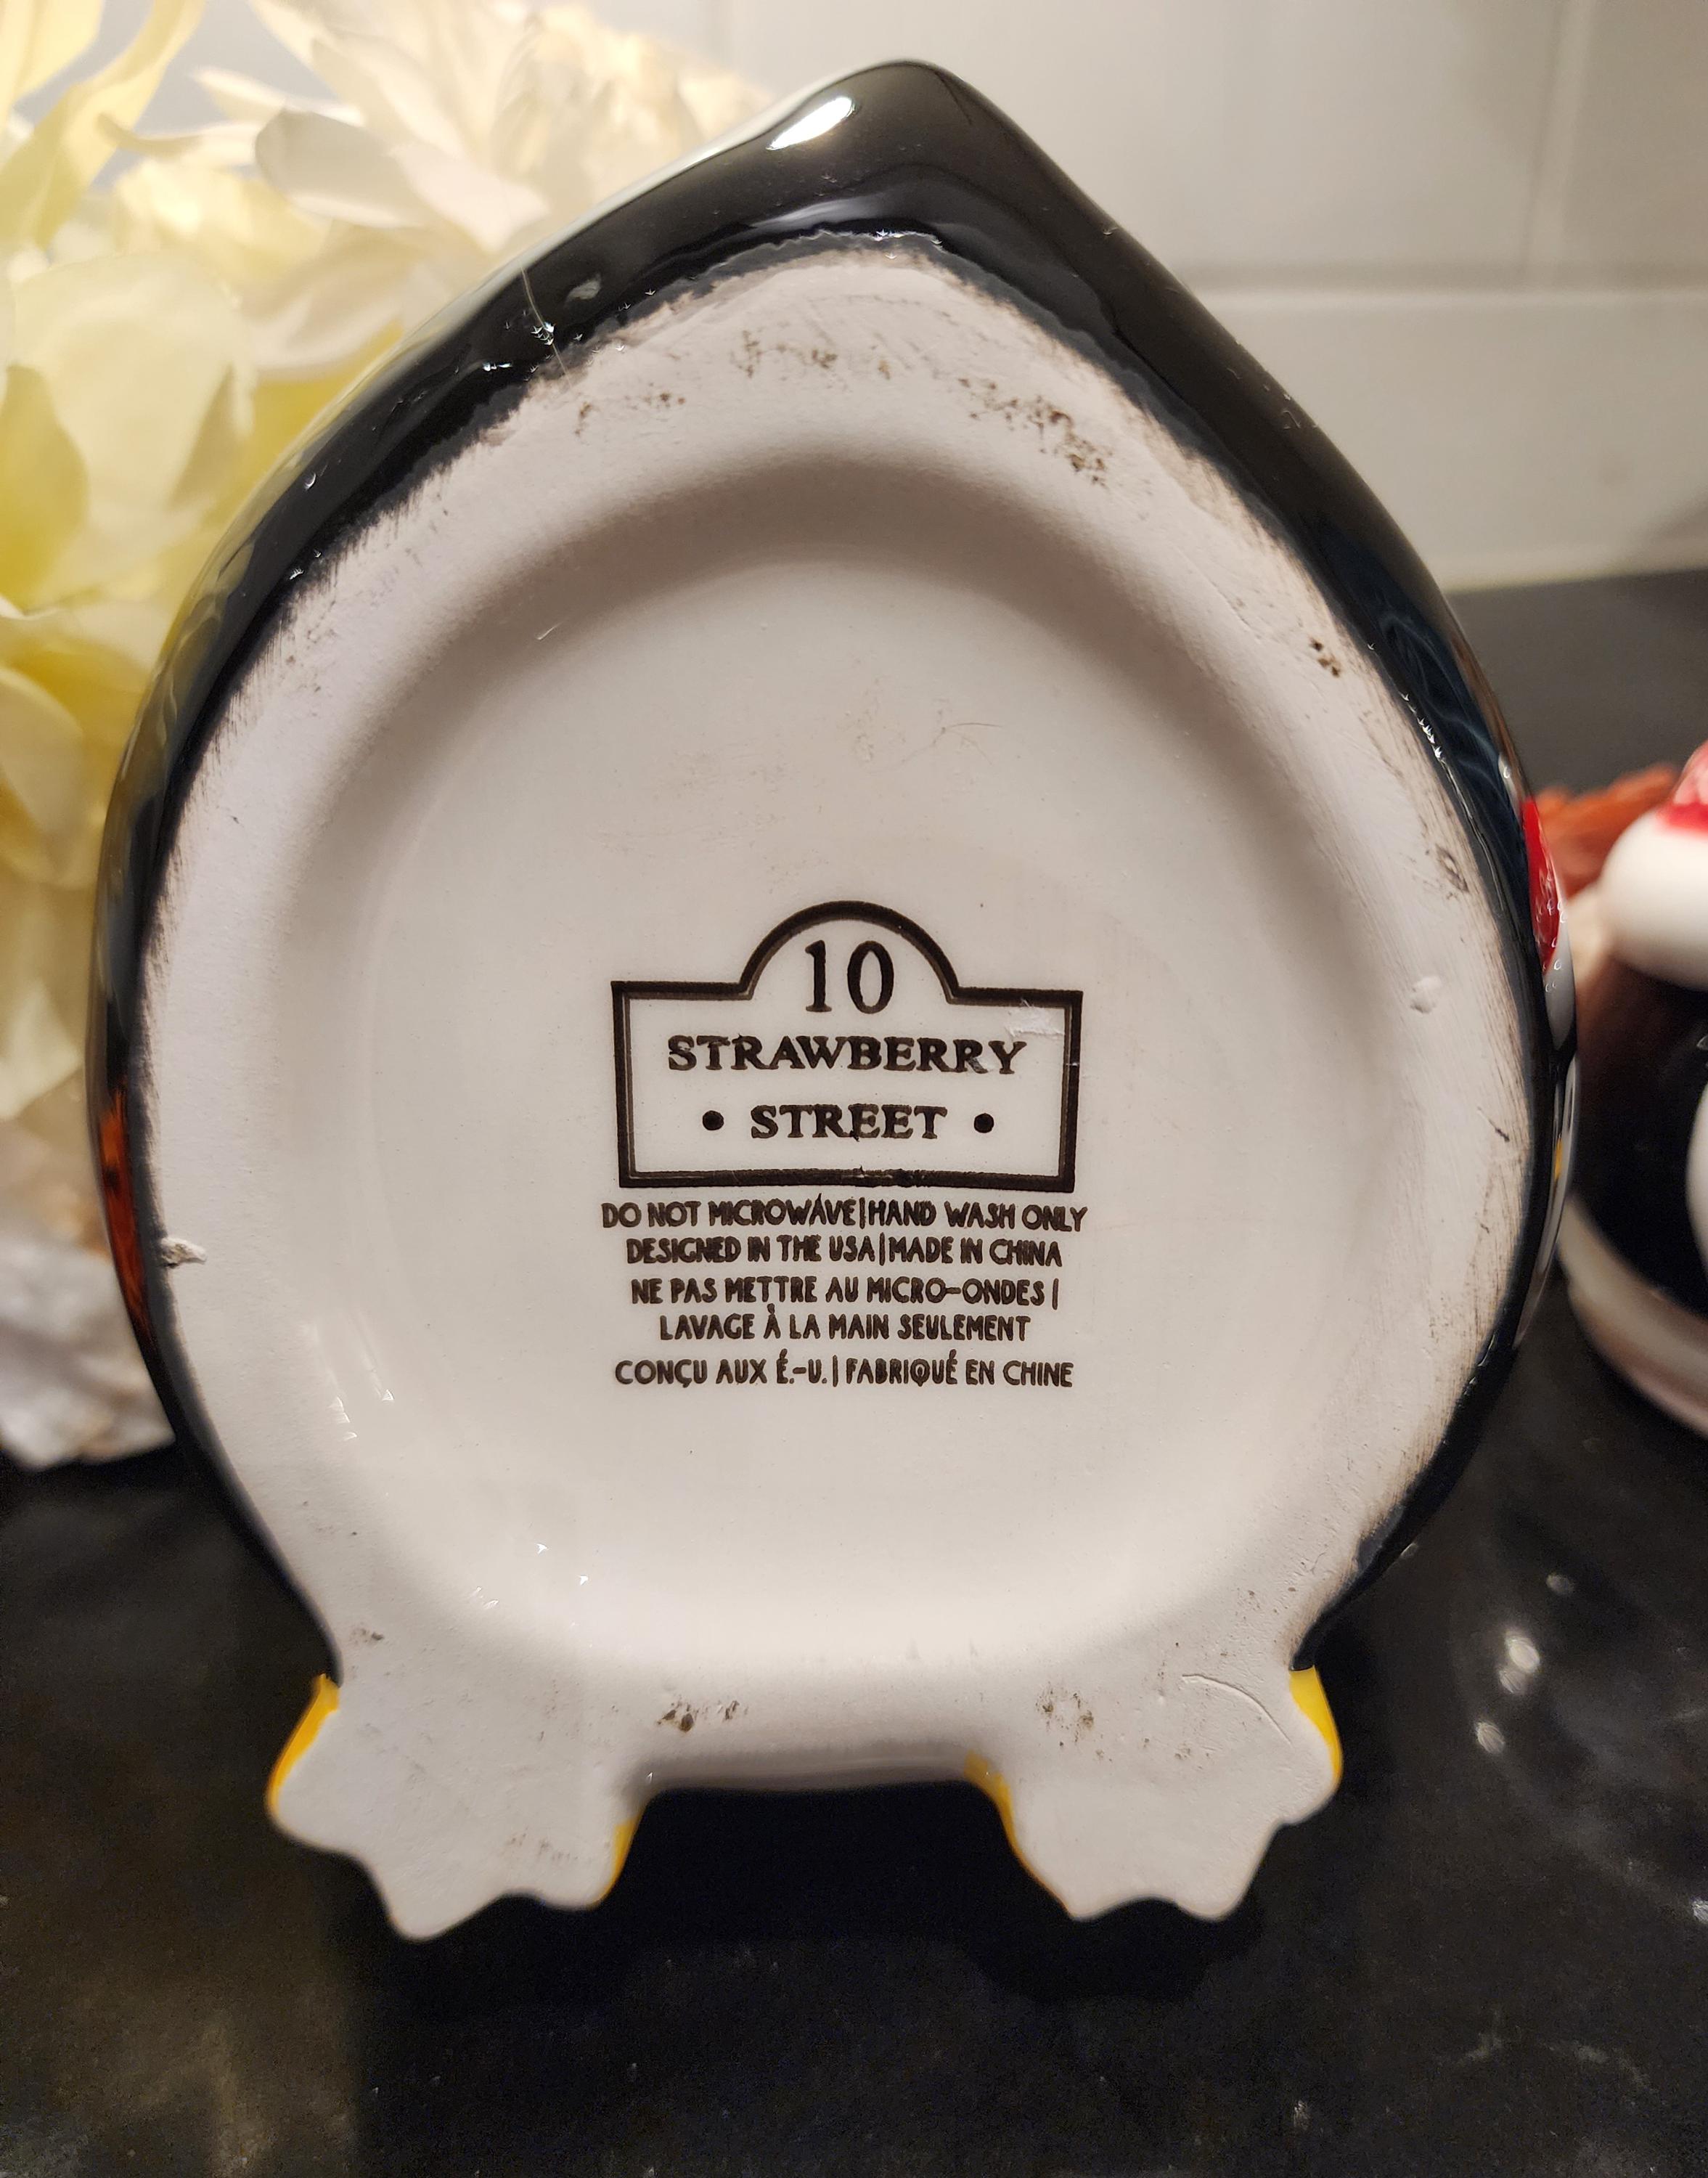 10
STRAWBERRY
• STREET •
DO NOT MICROWAVE|HAND WASH ONLY
DESIGNED IN THE USA|MADE IN CHINA
NE PAS METTRE AU MICRO-ONDES|
LAVAGE À LA MAIN SEULEMENT
CONÇU AUX É.-U.|FABRIQUÉ EN CHINE